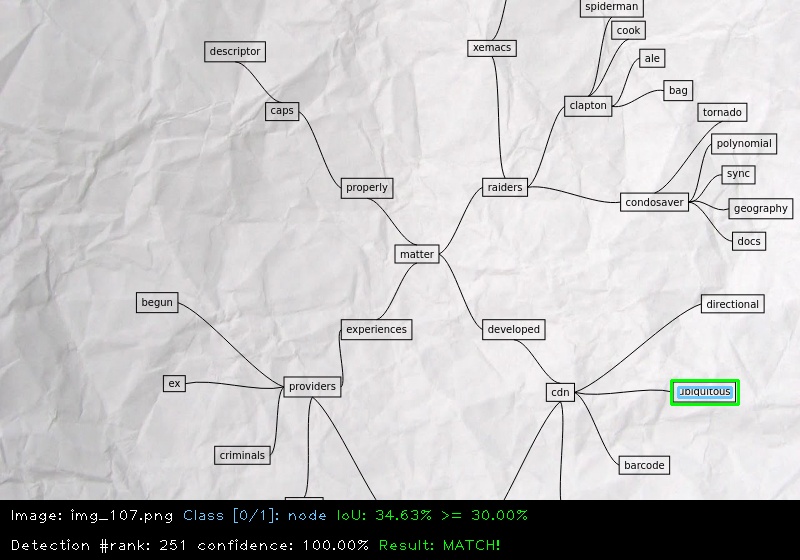 spiderman
cook
descriptor
xemacs
ale
bag
caps
clapton
tornado
polynomial
sync
properly
raiders
condosaver
geography
docs
matter
begun
directional
experiences
developed
ex
providers
cdn
ubiquitous
criminals
barcode
Image: img_107.png Class [0/1]: node IoU: 34.63% >= 30.00%
Detection #rank: 251 confidence: 100.00% Result: MATCH!